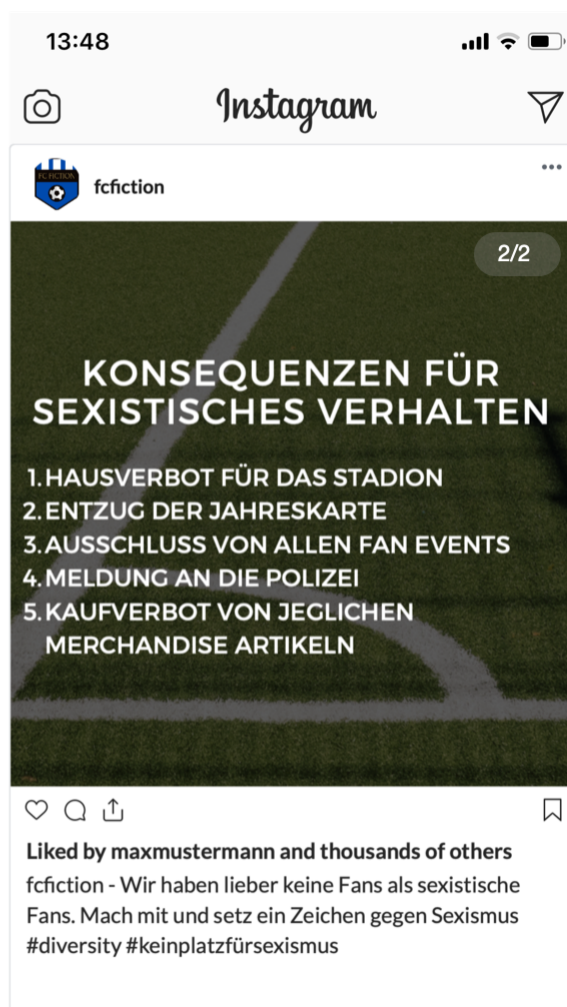 13:48
Instagram
FC FICTION
fcfiction
2/2
KONSEQUENZEN FÜR
SEXISTISCHES VERHALTEN
1. HAUSVERBOT FÜR DAS STADION
2. ENTZUG DER JAHRESKARTE
3. AUSSCHLUSS VON ALLEN FAN EVENTS
4. MELDUNG AN DIE POLIZEI
5. KAUFVERBOT VON JEGLICHEN
MERCHANDISE ARTIKELN
Liked by maxmustermann and thousands of others
fcfiction - Wir haben lieber keine Fans als sexistische
Fans. Mach mit und setz ein Zeichen gegen Sexismus
#diversity #keinplatzfürsexismus